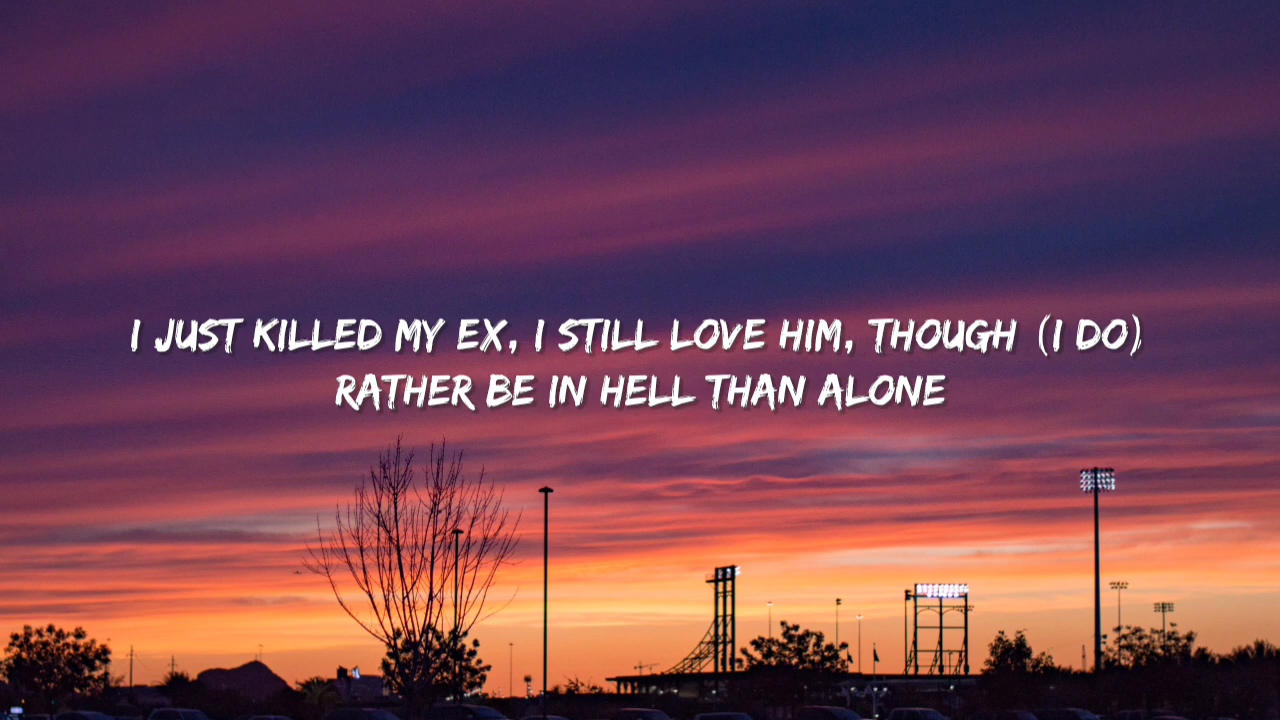 I JUST KILLED MY EX, I STILL LOVE HIM, THOUGH (I DO)
RATHER BE IN HELL THAN ALONE